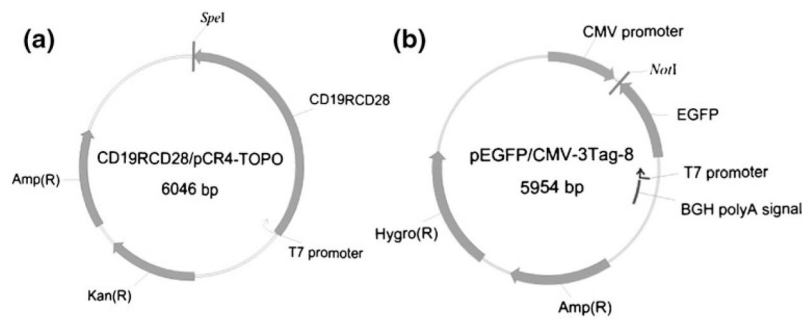 (a)
SpeI
CD19RCD28
CD19RCD28/pCR4-TOPO
6046 bp
Amp(R)
T7 promoter
Kan(R)
(b)
CMV promoter
NotI
EGFP
pEGFP/CMV-3Tag-8
5954 bp
T7 promoter
BGH polyA signal
Hygro(R)
Amp(R)